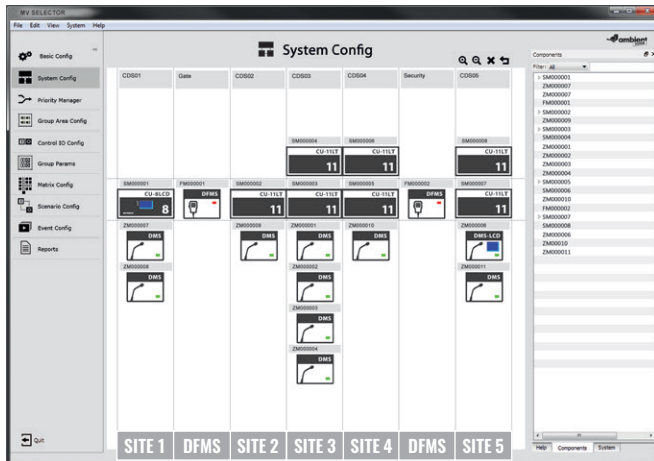 MV SELECTOR
File Edit View System Help
ambient
System Config
Basic Config
System Config
Priority Manager
Group Area Config
Control IO Config
Group Params
Matrix Config
Scenario Config
Event Config
Reports
Quit
CDS01 Gate CDS02 CDS03 CDS04 Security CDS05
SM000004 SM000006 SM000008
CU-11LT CU-11LT CU-11LT
11 11 11
SM000001 FM000001 SM000002 SM000003 SM000005 FM000002 SM000007
CU-8LCD DFMS CU-11LT CU-11LT CU-11LT DFMS CU-11LT
8 11 11 11 11
ZM000007 ZM000009 ZM000001 ZM000010 ZM000006
DMS DMS DMS DMS DMS-LCD
ZM000008 ZM000002 ZM000011
DMS DMS DMS
ZM000003
DMS
ZM000004
DMS
SITE 1 DFMS SITE 2 SITE 3 SITE 4 DFMS SITE 5
Components
Filter: All
SM000001
ZM000007
ZM000007
FM000001
SM000002
ZM000009
SM000003
SM000004
ZM000001
ZM000002
ZM000003
ZM000004
SM000005
SM000006
ZM000010
FM000002
SM000007
SM000008
ZM000006
ZM00010
ZM000011
Help Components System